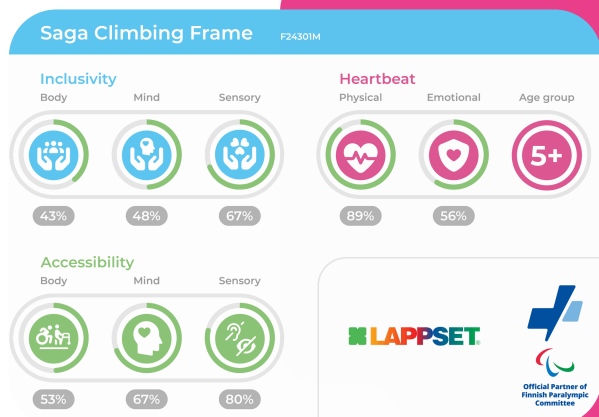 Saga Climbing Frame F24301M
Inclusivity
Body Mind Sensory
43% 48% 67%
Heartbeat
Physical Emotional Age group
5+
89% 56%
Accessibility
Body Mind Sensory
53% 67% 80%
LAPPSET®
Official Partner of
Finnish Paralympic
Committee